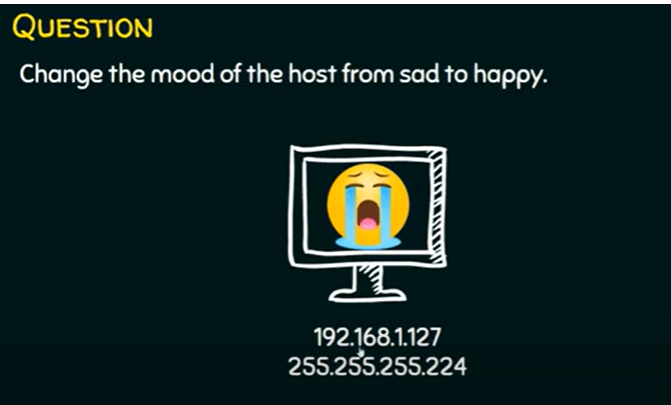 QUESTION
Change the mood of the host from sad to happy.
192.168.1.127
255.255.255.224